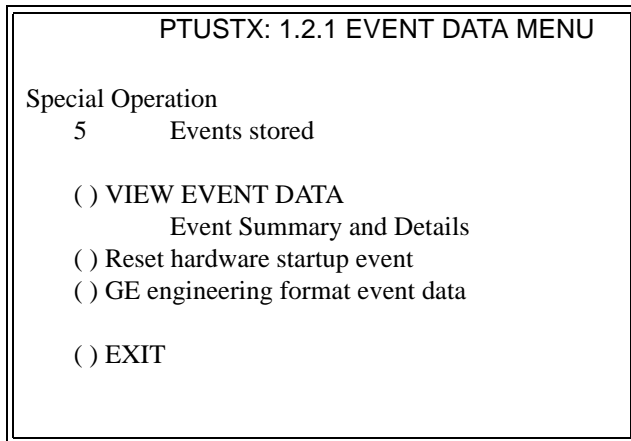 PTUSTX: 1.2.1 EVENT DATA MENU
Special Operation
5 Events stored
( ) VIEW EVENT DATA
Event Summary and Details
( ) Reset hardware startup event
( ) GE engineering format event data
( ) EXIT